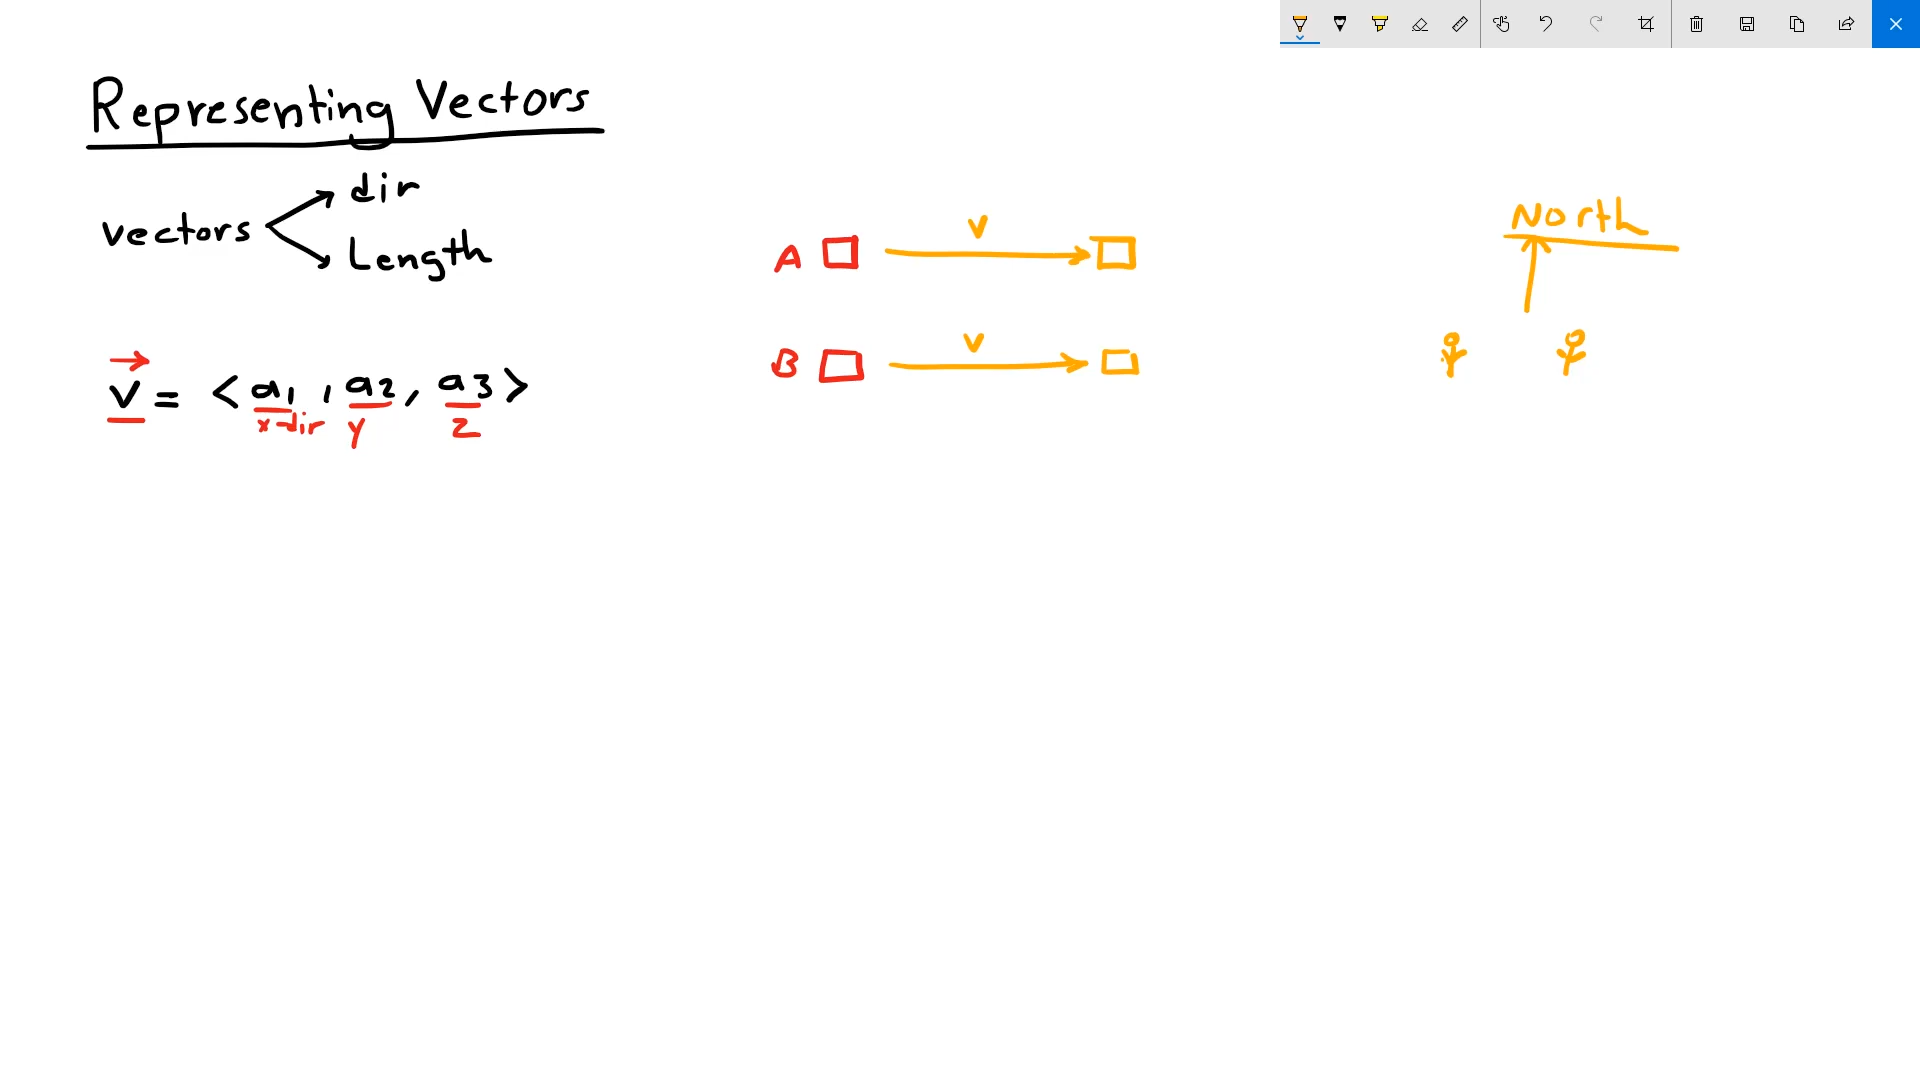 Representing Vectors
vectors
dir
Length
v = < a1 , a2 , a3 >
x-dir y z
A v
B v
North